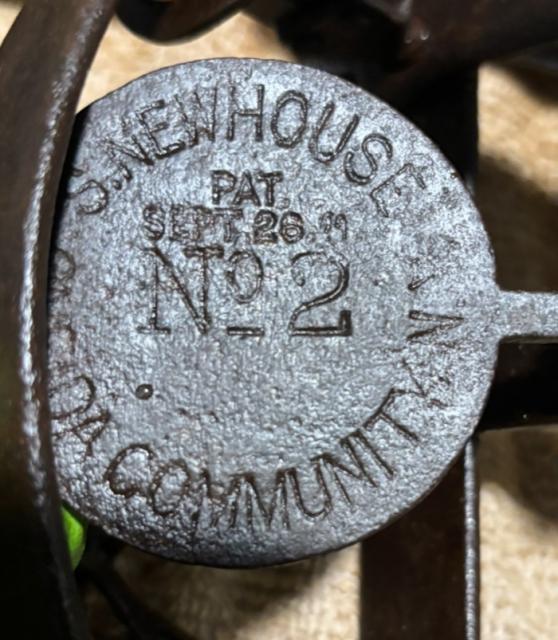 S. NEWHOUSE
PAT.
SEPT. 26. 11
No 2
COMMUNITY